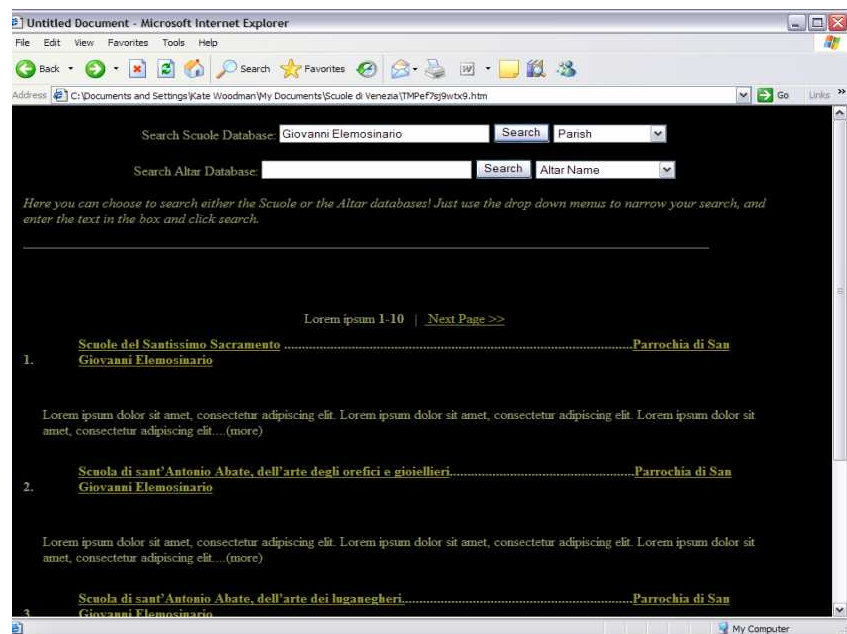 Untitled Document - Microsoft Internet Explorer
File Edit View Favorites Tools Help
Back Search Favorites
Address C:\Documents and Settings\Kate Woodman\My Documents\Scuole di Venezia\TMPef7sj9wtx9.htm Go Links »
Search Scuole Database: Giovanni Elemosinario Search Parish
Search Altar Database: Search Altar Name
Here you can choose to search either the Scuole or the Altar databases! Just use the drop down menus to narrow your search, and
enter the text in the box and click search.
Lorem ipsum 1-10 | Next Page >>
Scuole del Santissimo Sacramento ..........................................................................................Parrochia di San
1. Giovanni Elemosinario
Lorem ipsum dolor sit amet, consectetur adipiscing elit. Lorem ipsum dolor sit amet, consectetur adipiscing elit. Lorem ipsum dolor sit
amet, consectetur adipiscing elit....(more)
Scuola di sant'Antonio Abate, dell'arte degli orefici e gioiellieri................................................Parrochia di San
2. Giovanni Elemosinario
Lorem ipsum dolor sit amet, consectetur adipiscing elit. Lorem ipsum dolor sit amet, consectetur adipiscing elit. Lorem ipsum dolor sit
amet, consectetur adipiscing elit....(more)
Scuola di sant'Antonio Abate, dell'arte dei luganegheri............................................................Parrochia di San
3. Giovanni Elemosinario
My Computer